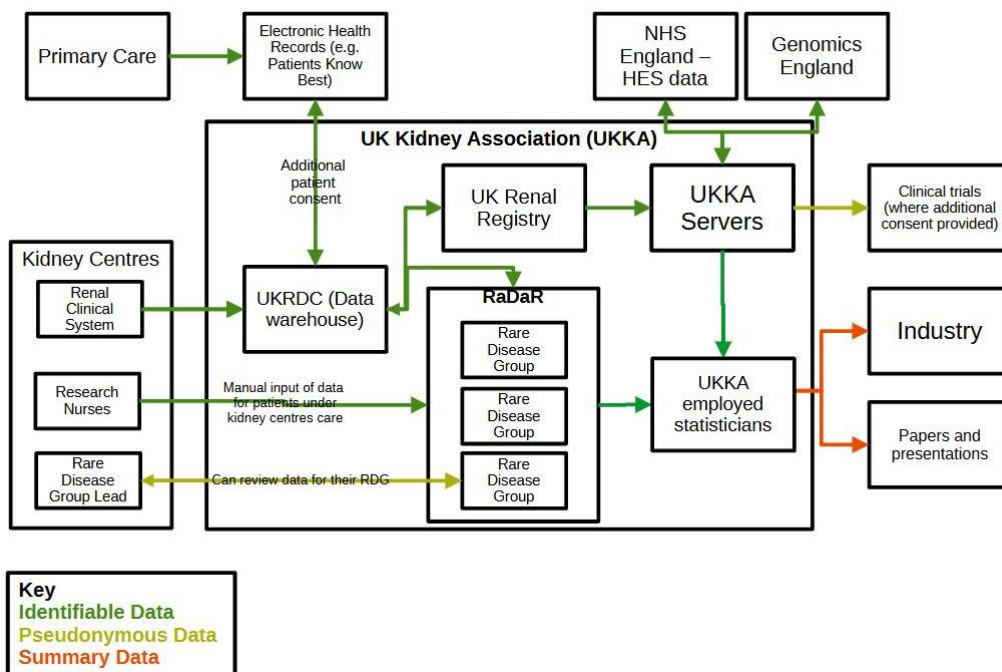 Primary Care
Electronic Health
Records (e.g.
Patients Know
Best)
NHS
England –
HES data
Genomics
England
UK Kidney Association (UKKA)
Additional
patient
consent
UK Renal
Registry
UKKA
Servers
Clinical trials
(where additional
consent provided)
Kidney Centres
Renal
Clinical
System
UKRDC (Data
warehouse)
RaDaR
Rare
Disease
Group
Industry
Research
Nurses
Manual input of data
for patients under
kidney centres care
Rare
Disease
Group
UKKA
employed
statisticians
Papers and
presentations
Rare
Disease
Group Lead
Can review data for their RDG
Rare
Disease
Group
Key
Identifiable Data
Pseudonymous Data
Summary Data